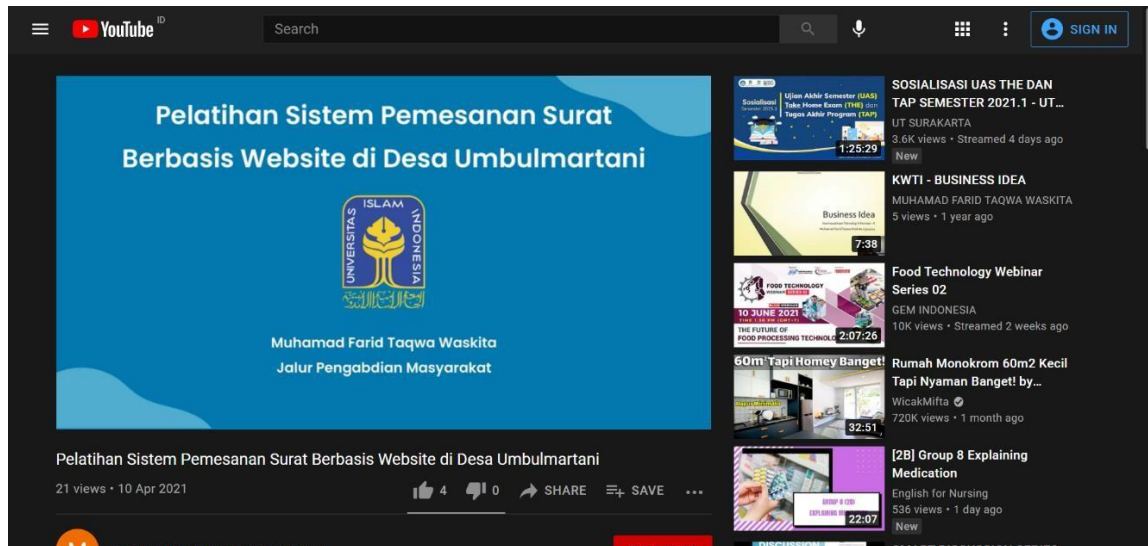 YouTube ID
Search
SIGN IN
Pelatihan Sistem Pemesanan Surat
Berbasis Website di Desa Umbulmartani
UNIVERSITAS ISLAM INDONESIA
Muhamad Farid Taqwa Waskita
Jalur Pengabdian Masyarakat
Pelatihan Sistem Pemesanan Surat Berbasis Website di Desa Umbulmartani
21 views • 10 Apr 2021
4
0
SHARE
SAVE
M
Sosialisasi
Ujian Akhir Semester (UAS)
Take Home Exam (THE) dan
Tugas Akhir Program (TAP)
1:25:29
SOSIALISASI UAS THE DAN
TAP SEMESTER 2021.1 - UT...
UT SURAKARTA
3.6K views • Streamed 4 days ago
New
Business Idea
7:38
KWTI - BUSINESS IDEA
MUHAMAD FARID TAQWA WASKITA
5 views • 1 year ago
FOOD TECHNOLOGY
WEBINAR SERIES 02
10 JUNE 2021
THE FUTURE OF
FOOD PROCESSING TECHNOLO
2:07:26
Food Technology Webinar
Series 02
GEM INDONESIA
10K views • Streamed 2 weeks ago
60m² Tapi Homey Banget!
32:51
Rumah Monokrom 60m2 Kecil
Tapi Nyaman Banget! by...
WicakMifta
720K views • 1 month ago
GROUP 8 (2B)
22:07
[2B] Group 8 Explaining
Medication
English for Nursing
536 views • 1 day ago
New